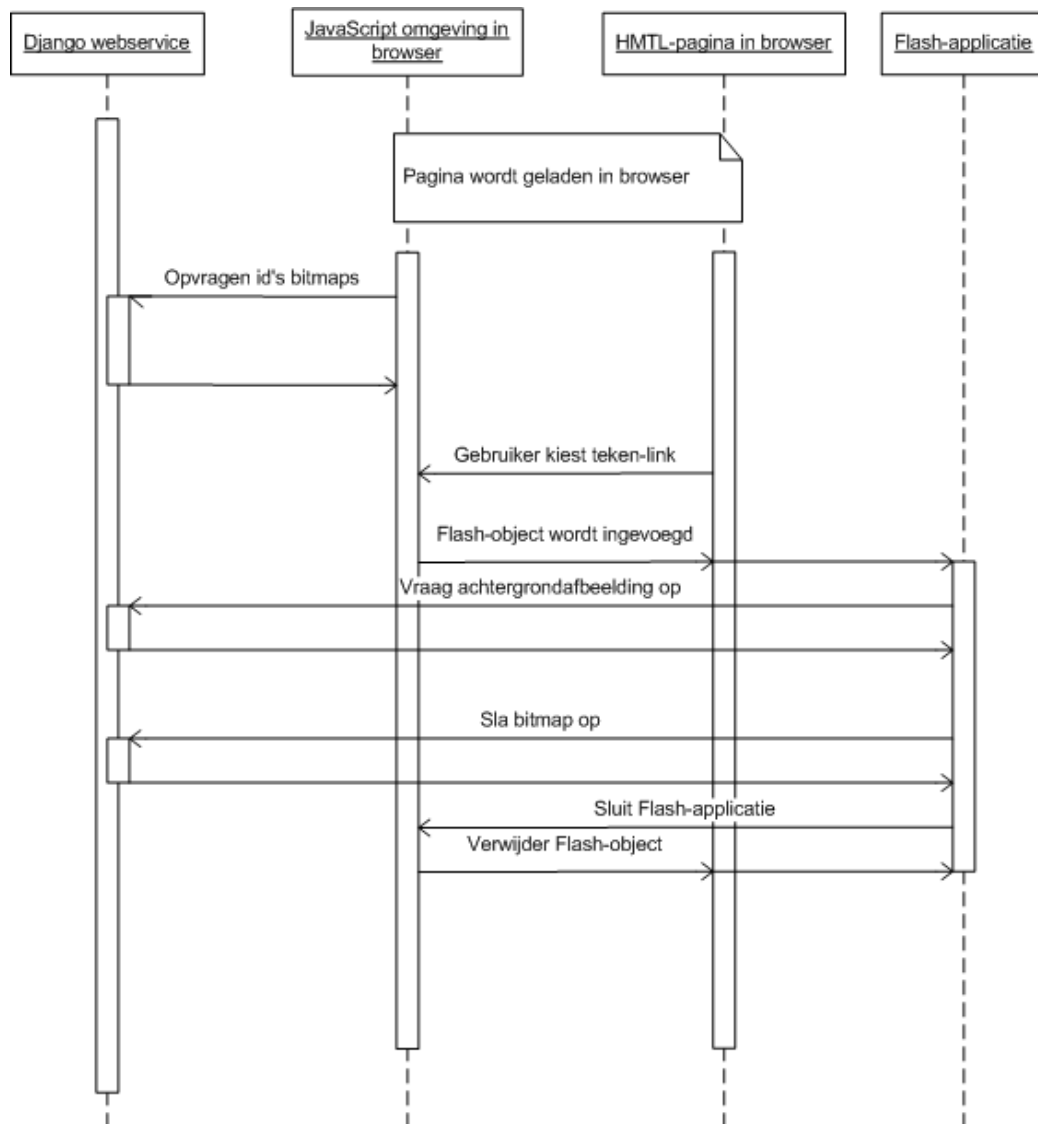 Django webservice
JavaScript omgeving in
browser
HMTL-pagina in browser
Flash-applicatie
Pagina wordt geladen in browser
Opvragen id's bitmaps
Gebruiker kiest teken-link
Flash-object wordt ingevoegd
Vraag achtergrondafbeelding op
Sla bitmap op
Sluit Flash-applicatie
Verwijder Flash-object